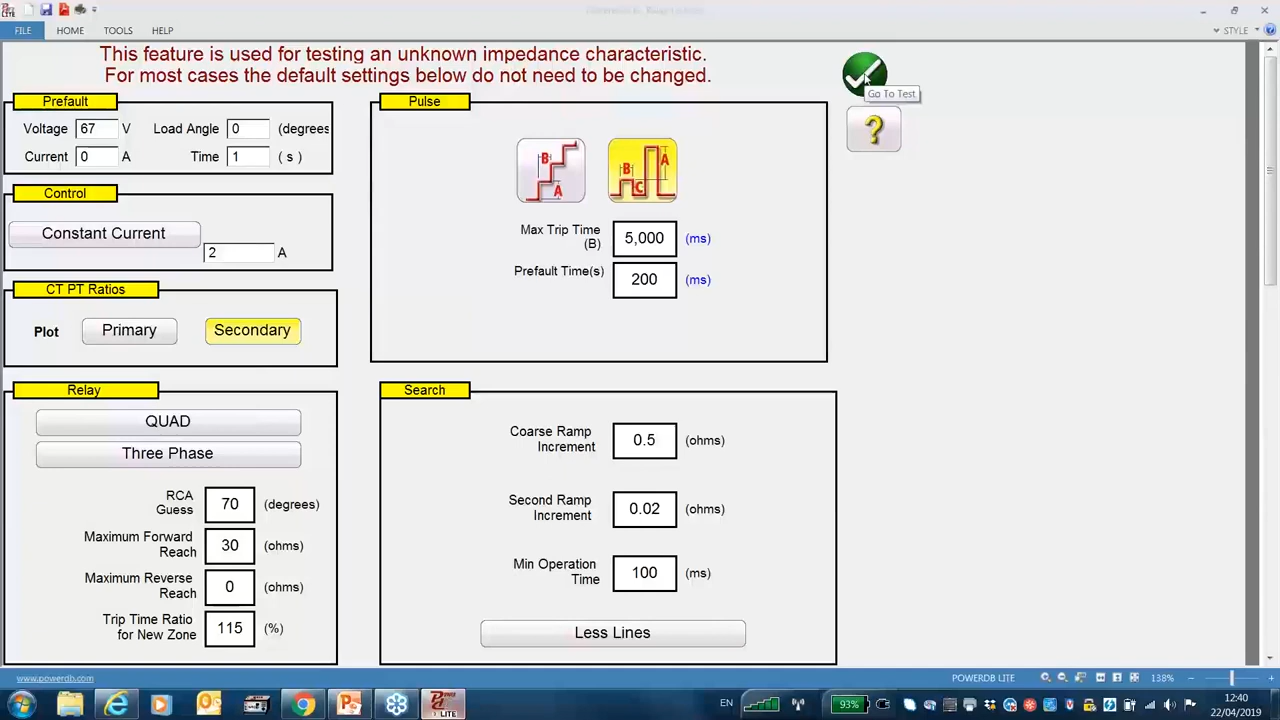 STYLE
FILE HOME TOOLS HELP
This feature is used for testing an unknown impedance characteristic.
For most cases the default settings below do not need to be changed.
Go To Test
Prefault
Voltage 67 V Load Angle 0 (degrees
Current 0 A Time 1 ( s )
Control
Constant Current
2 A
CT PT Ratios
Plot Primary Secondary
Relay
QUAD
Three Phase
RCA
Guess 70 (degrees)
Maximum Forward
Reach 30 (ohms)
Maximum Reverse
Reach 0 (ohms)
Trip Time Ratio
for New Zone 115 (%)
Pulse
B A
B C A
?
Max Trip Time
(B) 5,000 (ms)
Prefault Time(s) 200 (ms)
Search
Coarse Ramp
Increment 0.5 (ohms)
Second Ramp
Increment 0.02 (ohms)
Min Operation
Time 100 (ms)
Less Lines
www.powerdb.com POWERDB LITE 138%
LITE EN 93% 12:40
22/04/2019